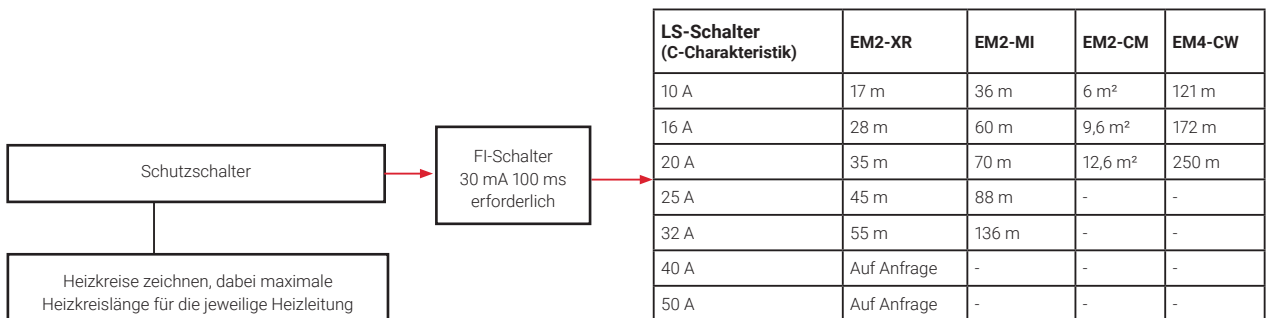 Schutzschalter
Heizkreise zeichnen, dabei maximale
Heizkreislänge für die jeweilige Heizleitung
FI-Schalter
30 mA 100 ms
erforderlich
LS-Schalter (C-Charakteristik) EM2-XR EM2-MI EM2-CM EM4-CW
10 A 17 m 36 m 6 m² 121 m
16 A 28 m 60 m 9,6 m² 172 m
20 A 35 m 70 m 12,6 m² 250 m
25 A 45 m 88 m - -
32 A 55 m 136 m - -
40 A Auf Anfrage - - -
50 A Auf Anfrage - - -